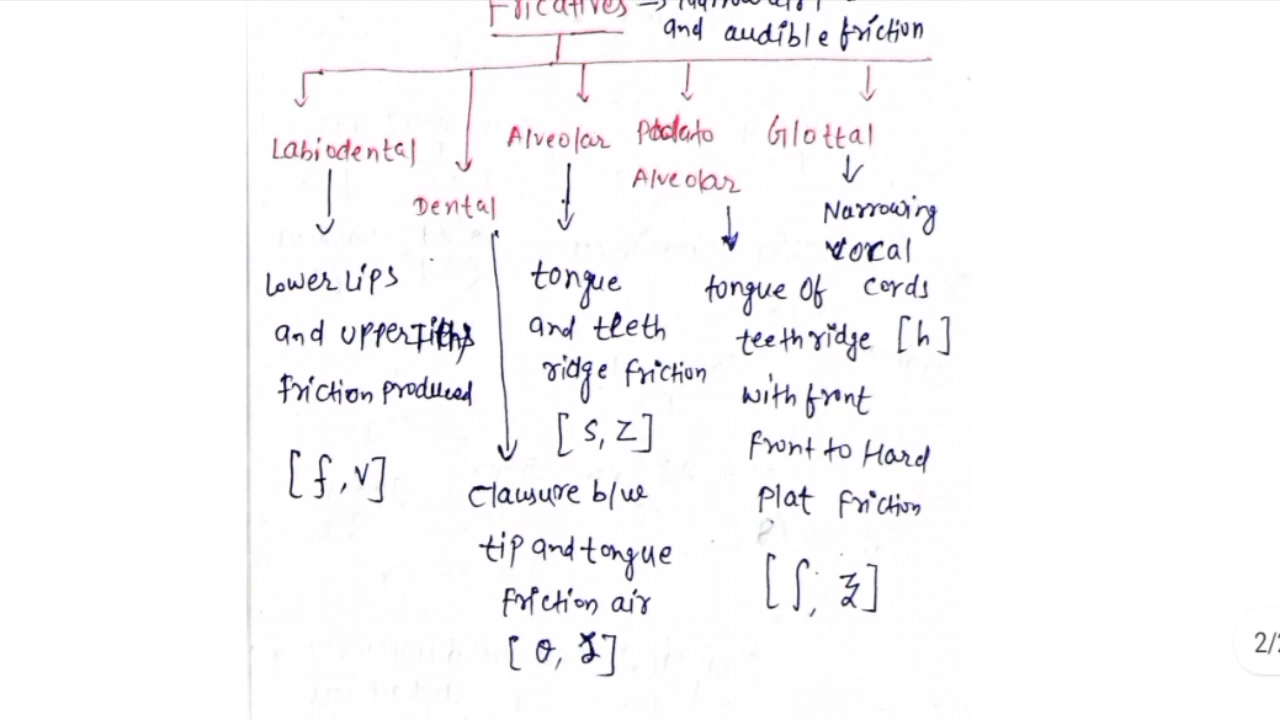 Fricatives →
and audible friction
Labiodental
Dental
Alveolar
Palato
Alveolar
Glottal
Lower Lips
and upper
friction produced
[f, v]
Clausure b/w
tip and tongue
friction air
[θ, ]
tongue
and teeth
ridge friction
[s, z]
tongue of
teeth ridge
with front
front to Hard
Plat friction
[ʃ, ʒ]
Narrowing
vocal
cords
[h]